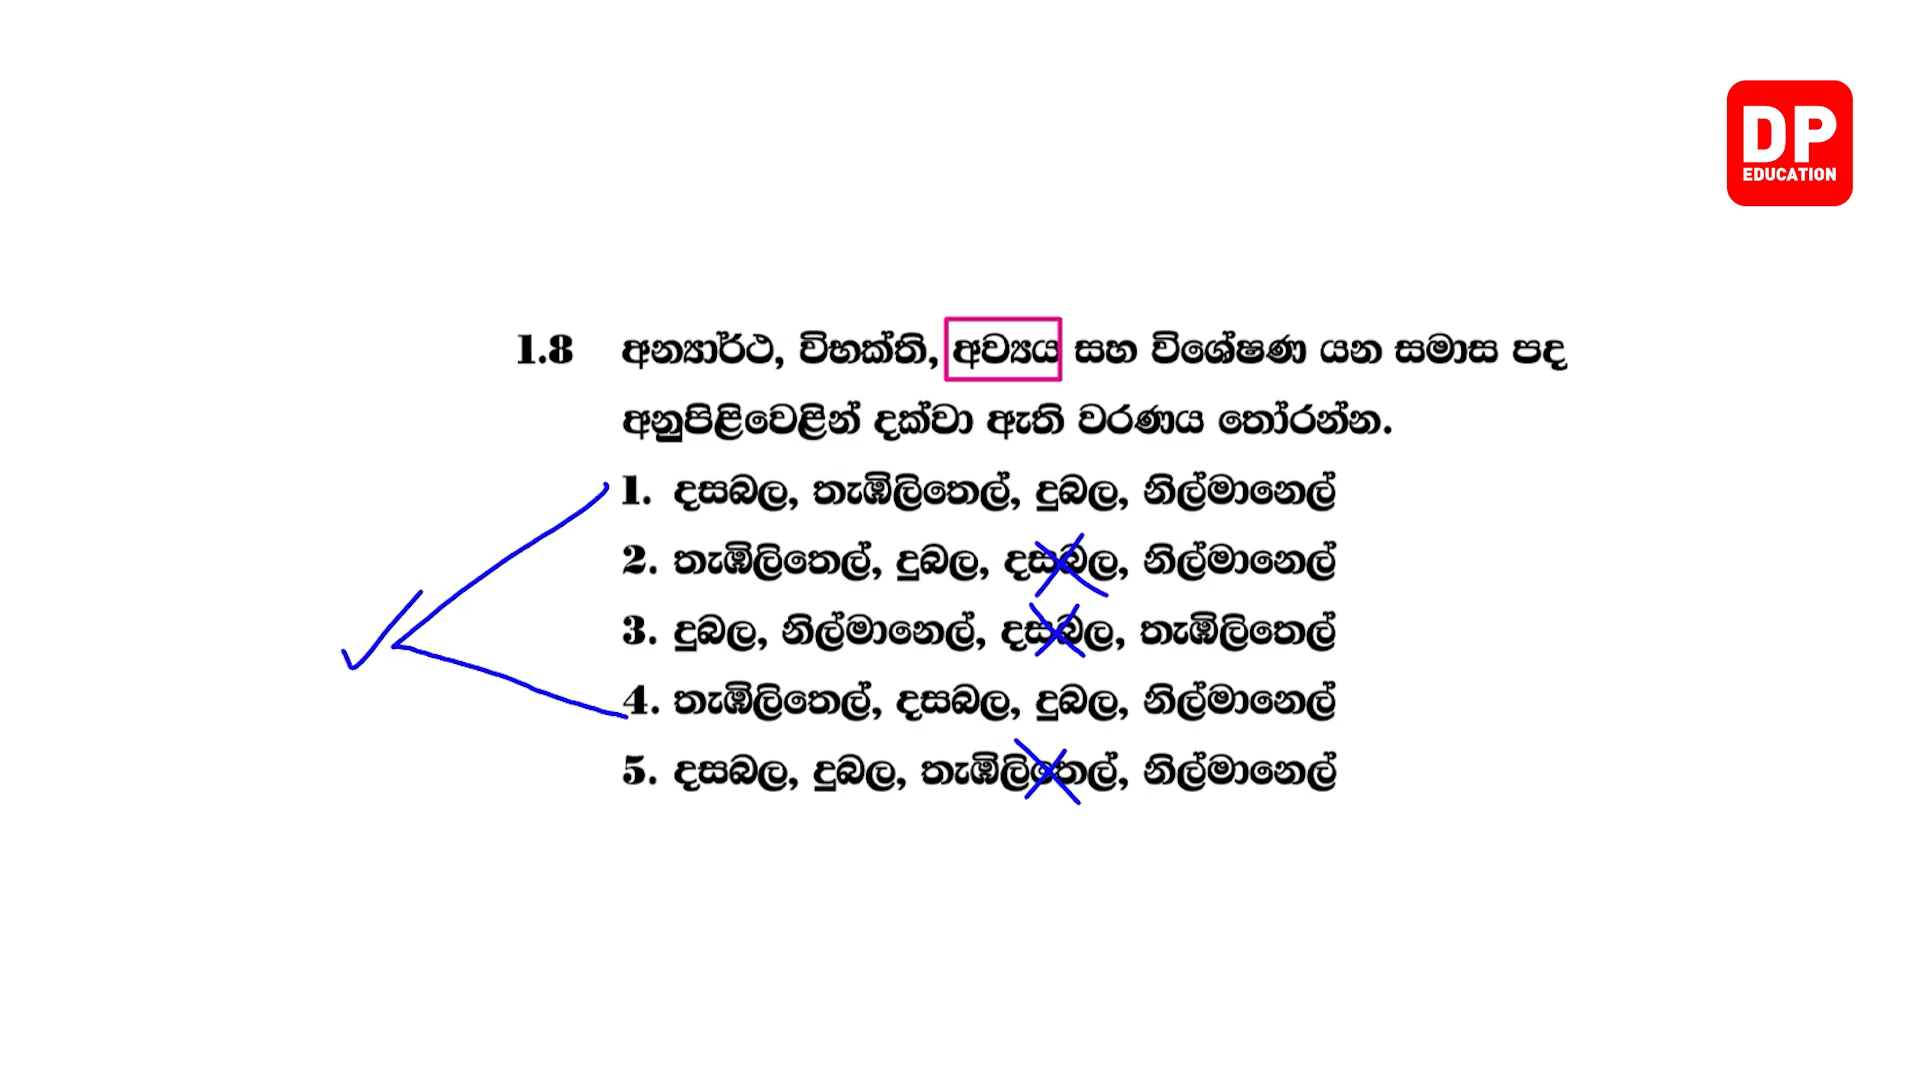 DP
EDUCATION
1.8 අන්‍යාර්ථ, විභක්ති, අව්‍යය සහ විශේෂණ යන සමාස පද
අනුපිළිවෙළින් දක්වා ඇති වරණය තෝරන්න.
1. දසබල, තැඹිලිතෙල්, දුබල, නිල්මානෙල්
2. තැඹිලිතෙල්, දුබල, දසබල, නිල්මානෙල්
3. දුබල, නිල්මානෙල්, දසබල, තැඹිලිතෙල්
4. තැඹිලිතෙල්, දසබල, දුබල, නිල්මානෙල්
5. දසබල, දුබල, තැඹිලිතෙල්, නිල්මානෙල්